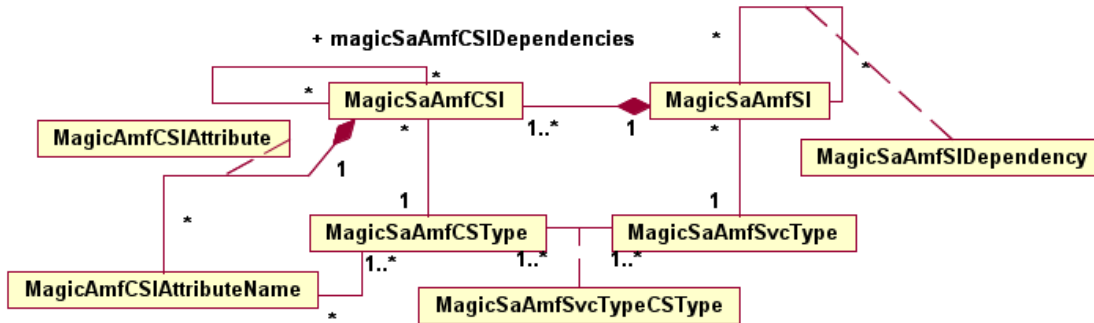 + magicSaAmfCSIDependencies
*
*
*
*
MagicSaAmfCSI
MagicSaAmfSI
1..*
1
*
*
MagicAmfCSIAttribute
1
MagicSaAmfSIDependency
*
1
1
MagicSaAmfCSType
MagicSaAmfSvcType
1..*
1..*
1..*
MagicAmfCSIAttributeName
*
MagicSaAmfSvcTypeCSType